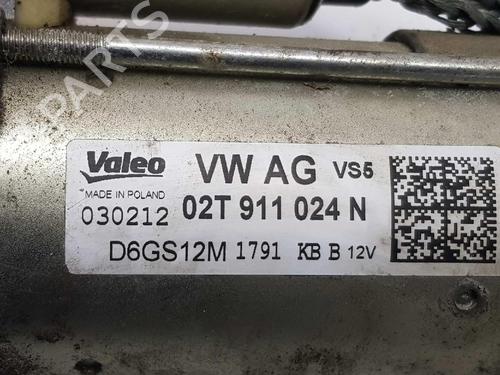 Valeo VW AG VS5
MADE IN POLAND
030212 02T 911 024 N
D6GS12M 1791 KB B 12V
B-PARTS